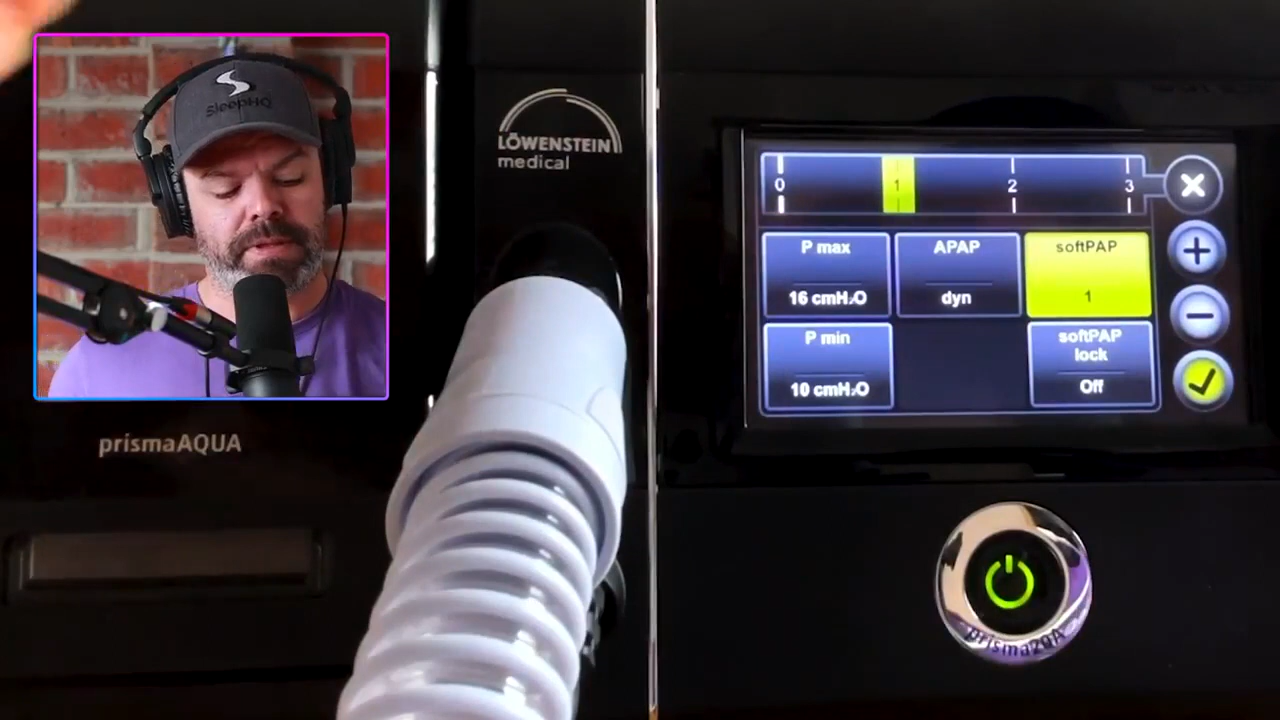 SleepHQ
LÖWENSTEIN
medical
0 1 2 3
P max
16 cmH₂O
APAP
dyn
softPAP
1
P min
10 cmH₂O
softPAP
lock
Off
prismaAQUA
prisma20A